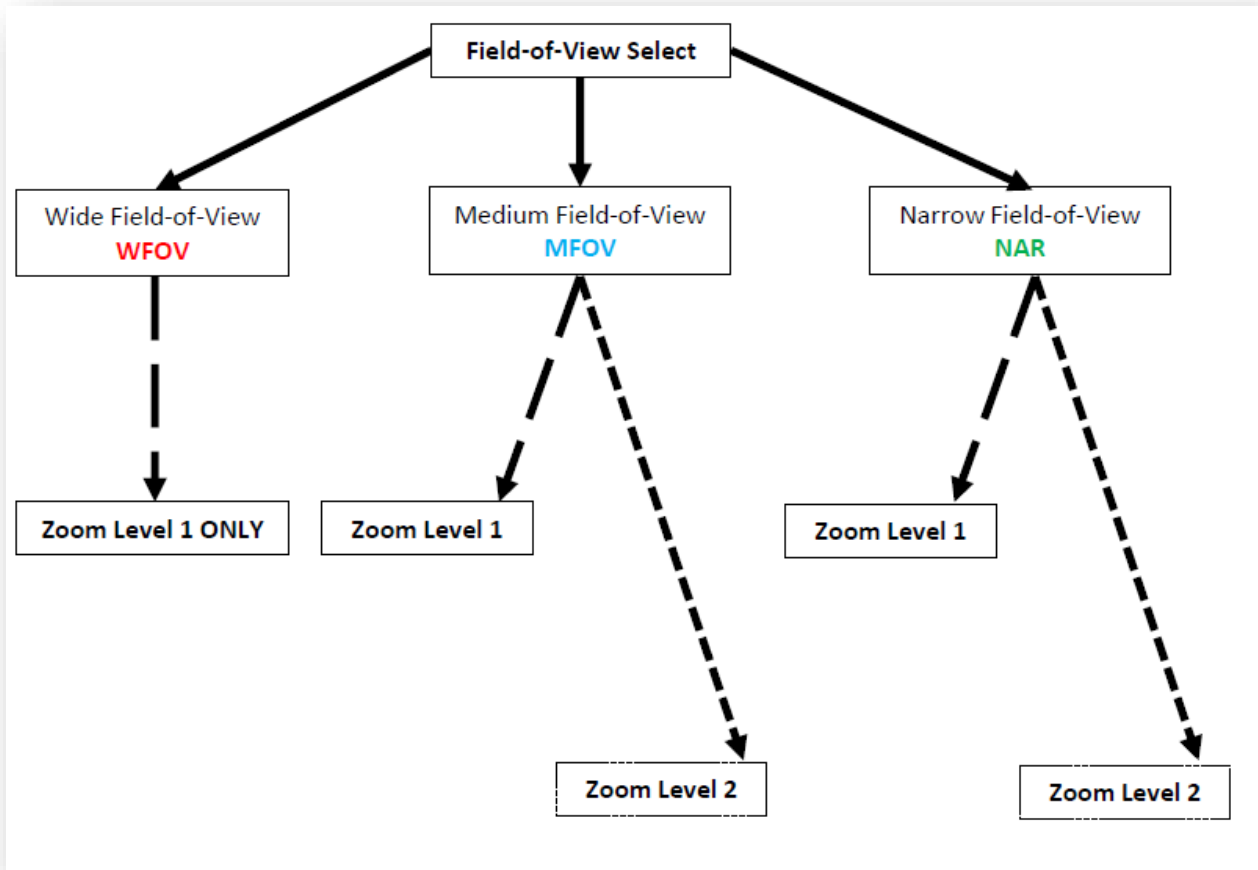 Field-of-View Select
Wide Field-of-View
WFOV
Medium Field-of-View
MFOV
Narrow Field-of-View
NAR
Zoom Level 1 ONLY
Zoom Level 1
Zoom Level 1
Zoom Level 2
Zoom Level 2